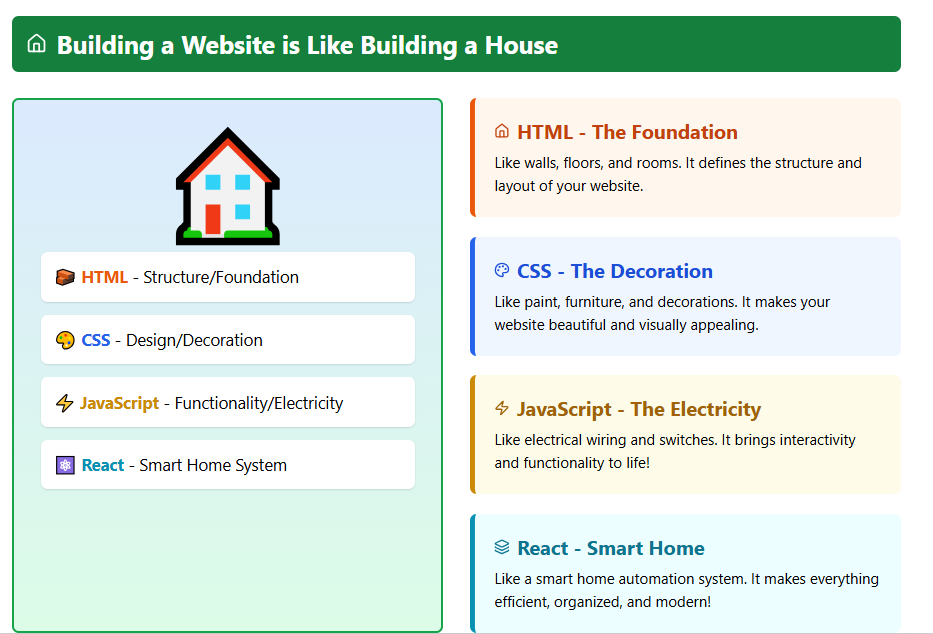 Building a Website is Like Building a House
HTML - Structure/Foundation
CSS - Design/Decoration
JavaScript - Functionality/Electricity
React - Smart Home System
HTML - The Foundation
Like walls, floors, and rooms. It defines the structure and
layout of your website.
CSS - The Decoration
Like paint, furniture, and decorations. It makes your
website beautiful and visually appealing.
JavaScript - The Electricity
Like electrical wiring and switches. It brings interactivity
and functionality to life!
React - Smart Home
Like a smart home automation system. It makes everything
efficient, organized, and modern!